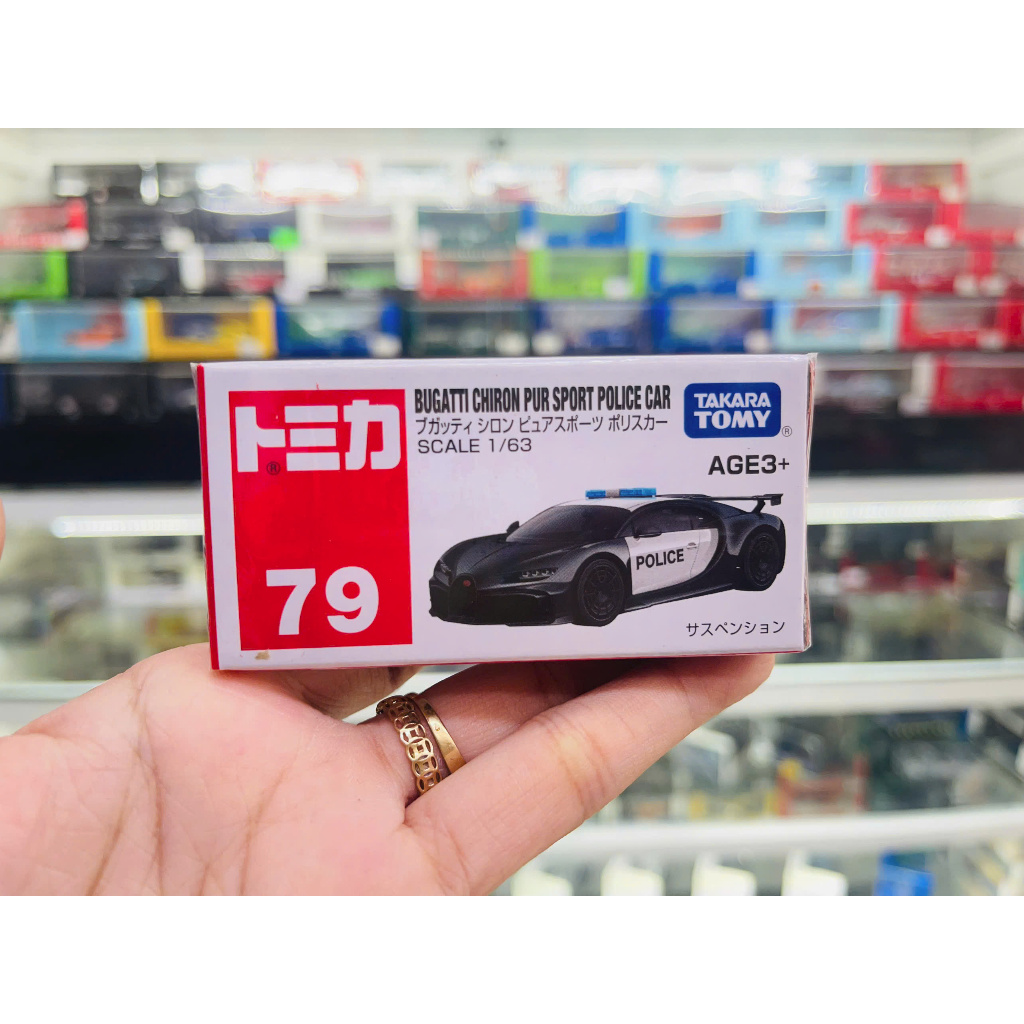 トミカ
®
79
BUGATTI CHIRON PUR SPORT POLICE CAR
ブガッティ シロン ピュアスポーツ ポリスカー
SCALE 1/63
TAKARA
TOMY
®
AGE3+
POLICE
サスペンション